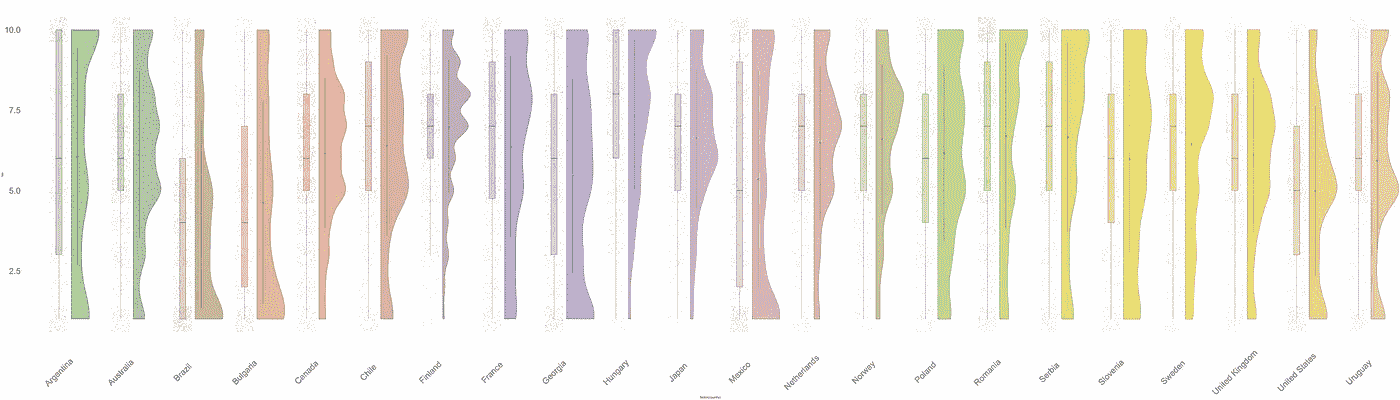 10.0
7.5
5.0
2.5
Argentina
Australia
Brazil
Bulgaria
Canada
Chile
Finland
France
Georgia
Hungary
Japan
Mexico
Netherlands
Norway
Poland
Romania
Serbia
Slovenia
Sweden
United Kingdom
United States
Uruguay